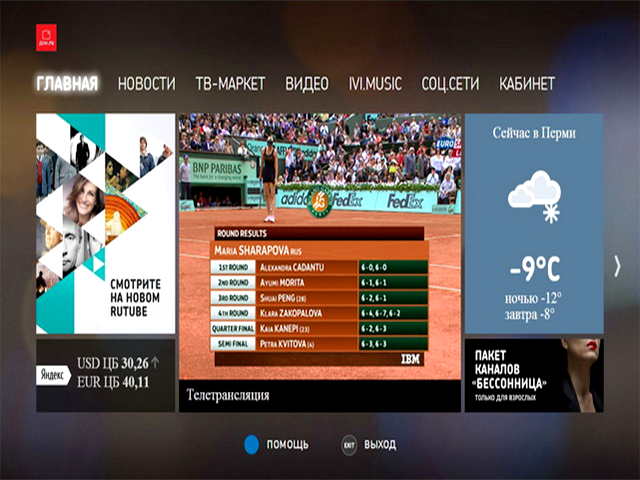 ДОМ.RU
ГЛАВНАЯ НОВОСТИ ТВ-МАРКЕТ ВИДЕО IVI.MUSIC СОЦ.СЕТИ КАБИНЕТ
СМОТРИТЕ
НА НОВОМ
RUTUBE
BNP PARIBAS
adidas
FedEx
FedEx
EURO
ROUND RESULTS
MARIA SHARAPOVA RUS
1ST ROUND ALEXANDRA CADANTU 6-0, 6-0
2ND ROUND AYUMI MORITA 6-1, 6-1
3RD ROUND SHUAI PENG (28) 6-2, 6-1
4TH ROUND KLARA ZAKOPALOVA 6-4, 6-7, 6-2
QUARTER FINAL KAIA KANEPI (23) 6-2, 6-3
SEMI FINAL PETRA KVITOVA (4) 6-3, 6-3
IBM
Телетрансляция
Сейчас в Перми
-9°C
ночью -12°
завтра -8°
Яндекс
USD ЦБ 30,26 ↑
EUR ЦБ 40,11
ПАКЕТ
КАНАЛОВ
«БЕССОННИЦА»
ТОЛЬКО ДЛЯ ВЗРОСЛЫХ
ПОМОЩЬ
EXIT ВЫХОД